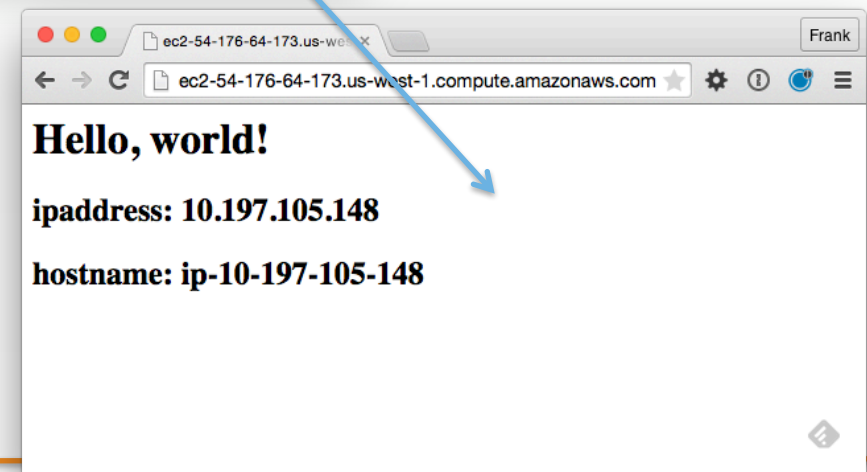 ec2-54-176-64-173.us-wes
Frank
ec2-54-176-64-173.us-west-1.compute.amazonaws.com
Hello, world!
ipaddress: 10.197.105.148
hostname: ip-10-197-105-148